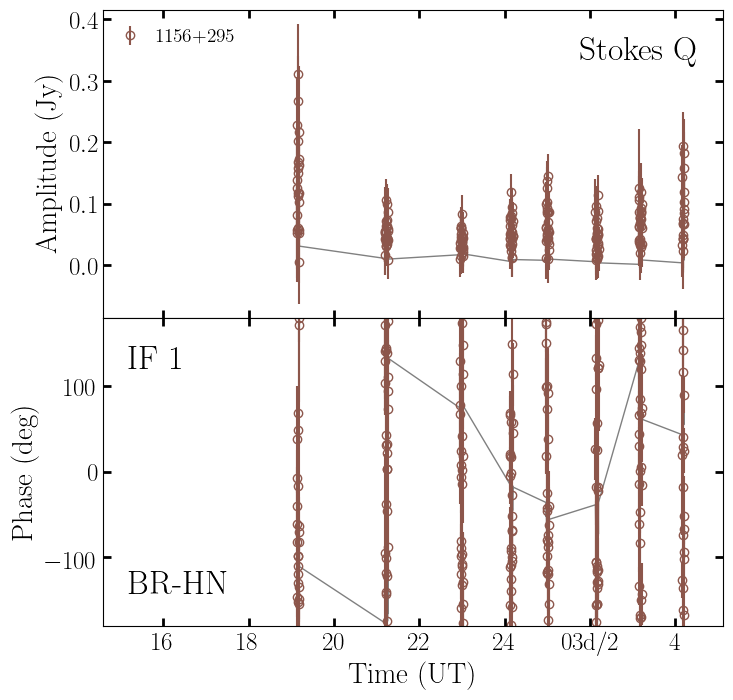 0.4
0.3
0.2
0.1
0.0
Amplitude (Jy)
1156+295
Stokes Q
100
0
−100
Phase (deg)
IF 1
BR-HN
16 18 20 22 24 03d/2 4
Time (UT)